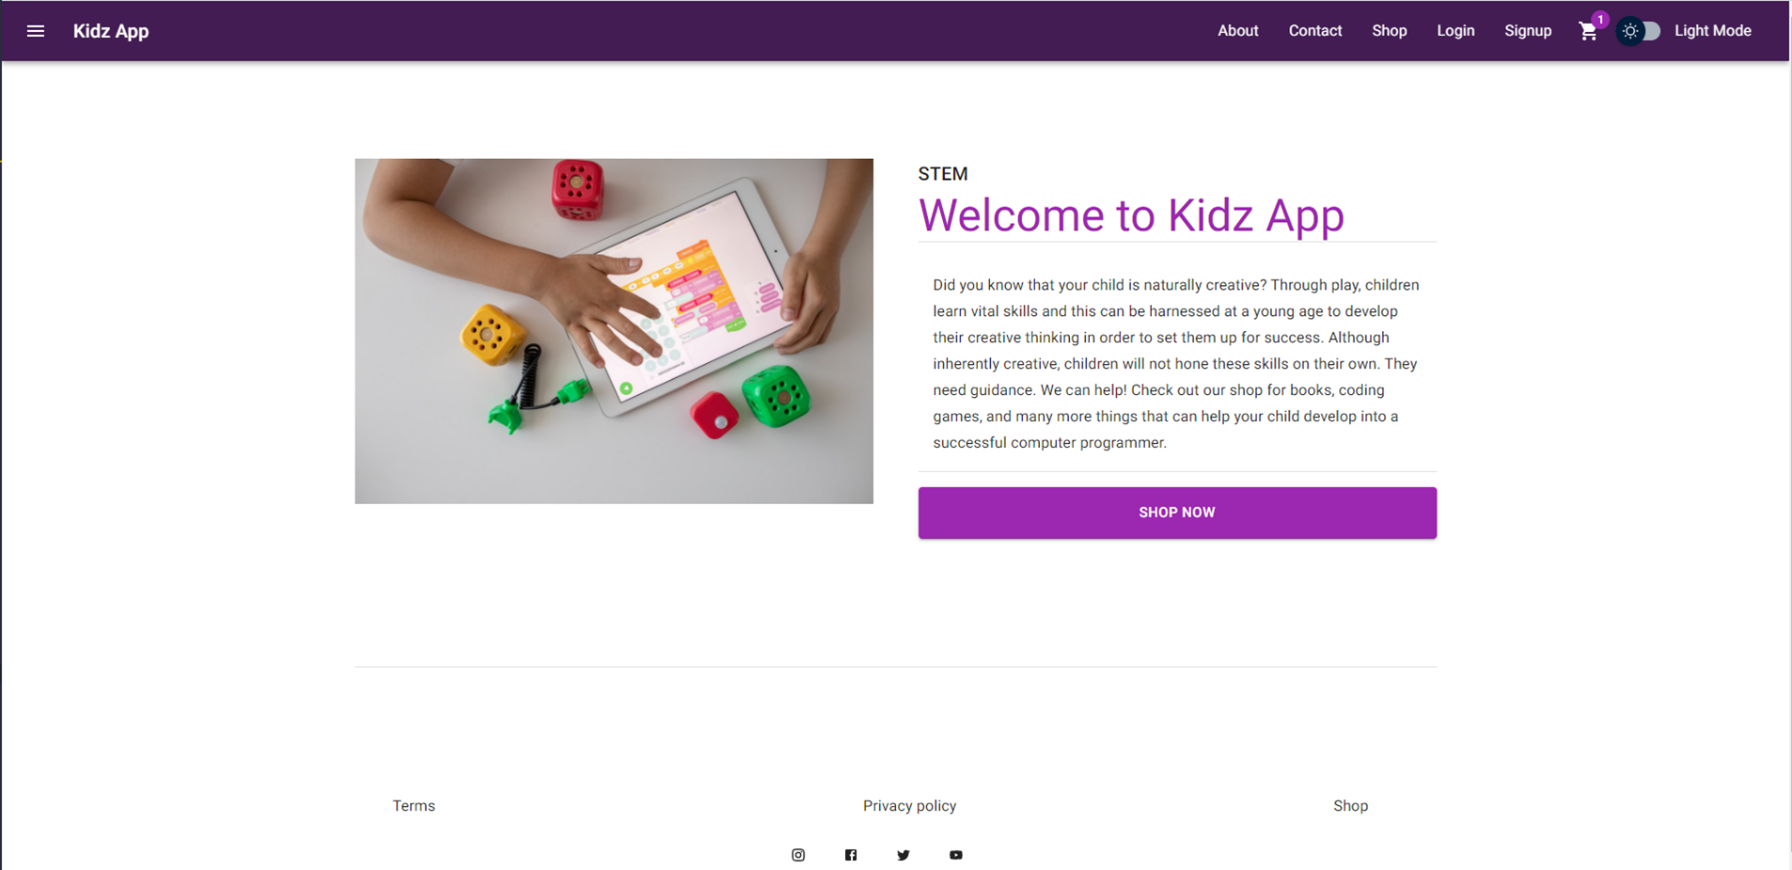 Kidz App
About
Contact
Shop
Login
Signup
1
Light Mode
STEM
Welcome to Kidz App
Did you know that your child is naturally creative? Through play, children
learn vital skills and this can be harnessed at a young age to develop
their creative thinking in order to set them up for success. Although
inherently creative, children will not hone these skills on their own. They
need guidance. We can help! Check out our shop for books, coding
games, and many more things that can help your child develop into a
successful computer programmer.
SHOP NOW
Terms
Privacy policy
Shop